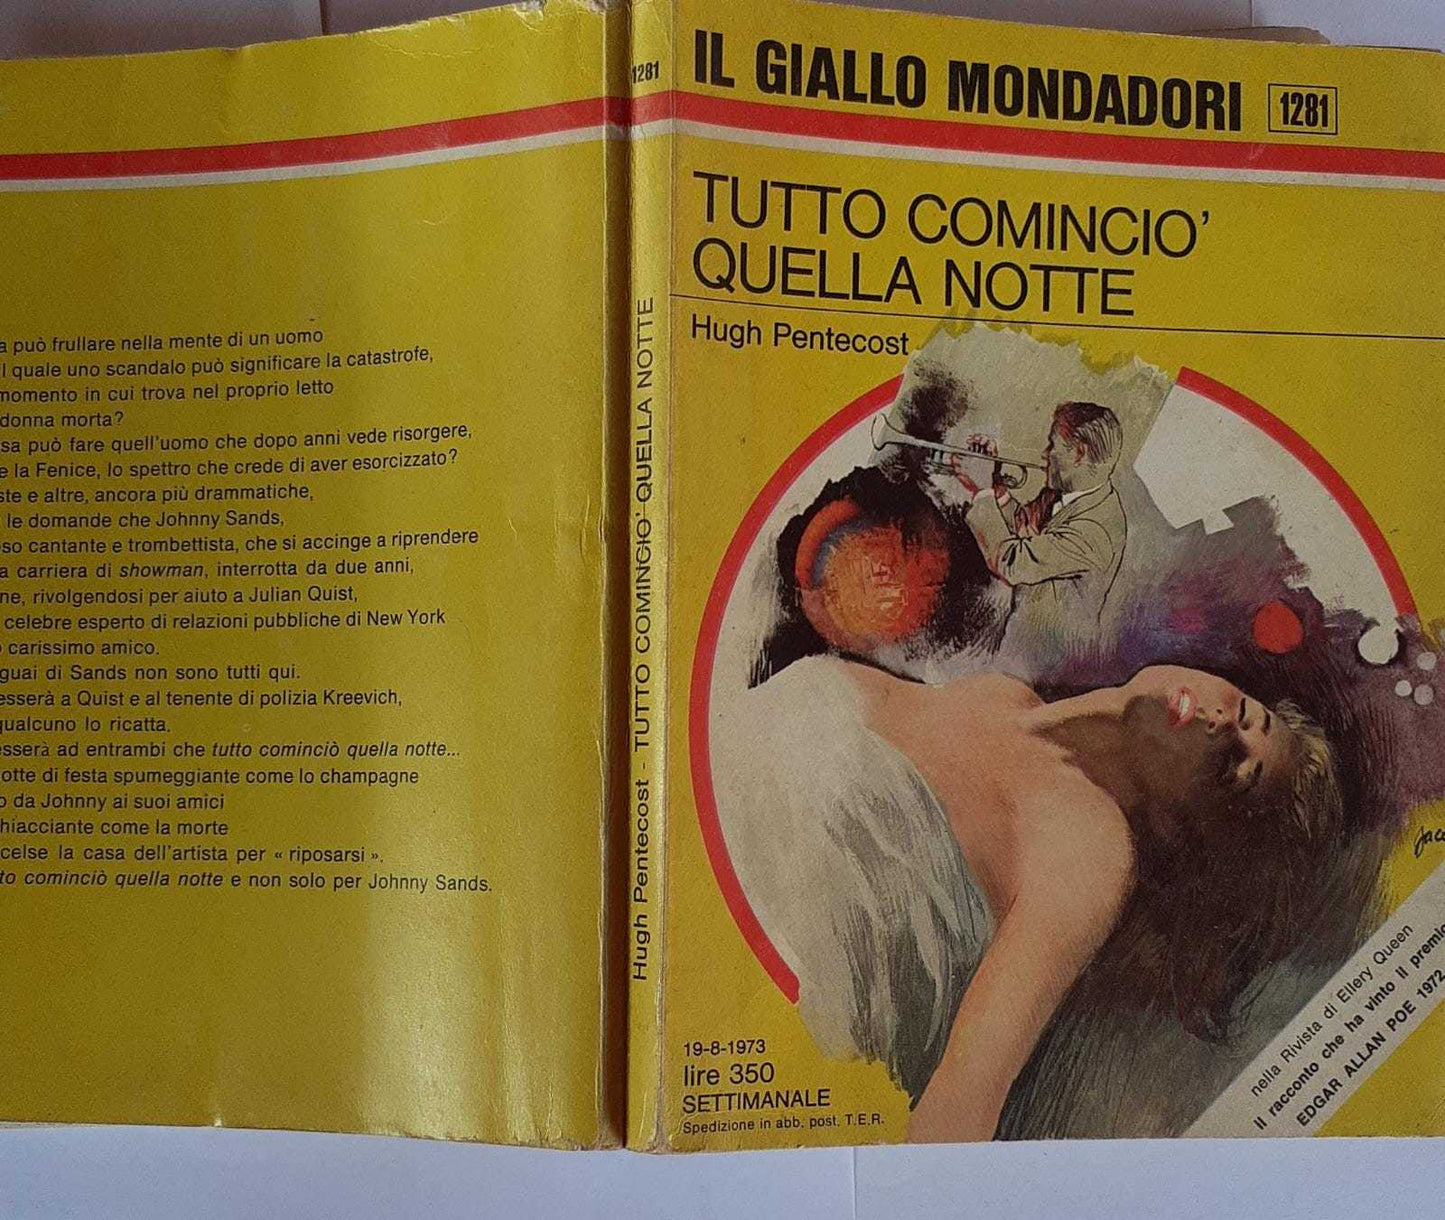 a può frullare nella mente di un uomo
l quale uno scandalo può significare la catastrofe,
momento in cui trova nel proprio letto
donna morta?
sa può fare quell'uomo che dopo anni vede risorgere,
e la Fenice, lo spettro che crede di aver esorcizzato?
ste e altre, ancora più drammatiche,
le domande che Johnny Sands,
so cantante e trombettista, che si accinge a riprendere
a carriera di showman, interrotta da due anni,
ne, rivolgendosi per aiuto a Julian Quist,
celebre esperto di relazioni pubbliche di New York
o carissimo amico.
guai di Sands non sono tutti qui.
esserà a Quist e al tenente di polizia Kreevich,
qualcuno lo ricatta.
esserà ad entrambi che tutto cominciò quella notte...
otte di festa spumeggiante come lo champagne
o da Johnny ai suoi amici
hiacciante come la morte
celse la casa dell'artista per « riposarsi ».
to cominciò quella notte e non solo per Johnny Sands.
1281
Hugh Pentecost - TUTTO COMINCIO' QUELLA NOTTE
IL GIALLO MONDADORI 1281
TUTTO COMINCIO'
QUELLA NOTTE
Hugh Pentecost
Jaco
nella Rivista di Ellery Queen
Il racconto che ha vinto il premio
EDGAR ALLAN POE 1972
19-8-1973
lire 350
SETTIMANALE
Spedizione in abb. post. T.E.R.